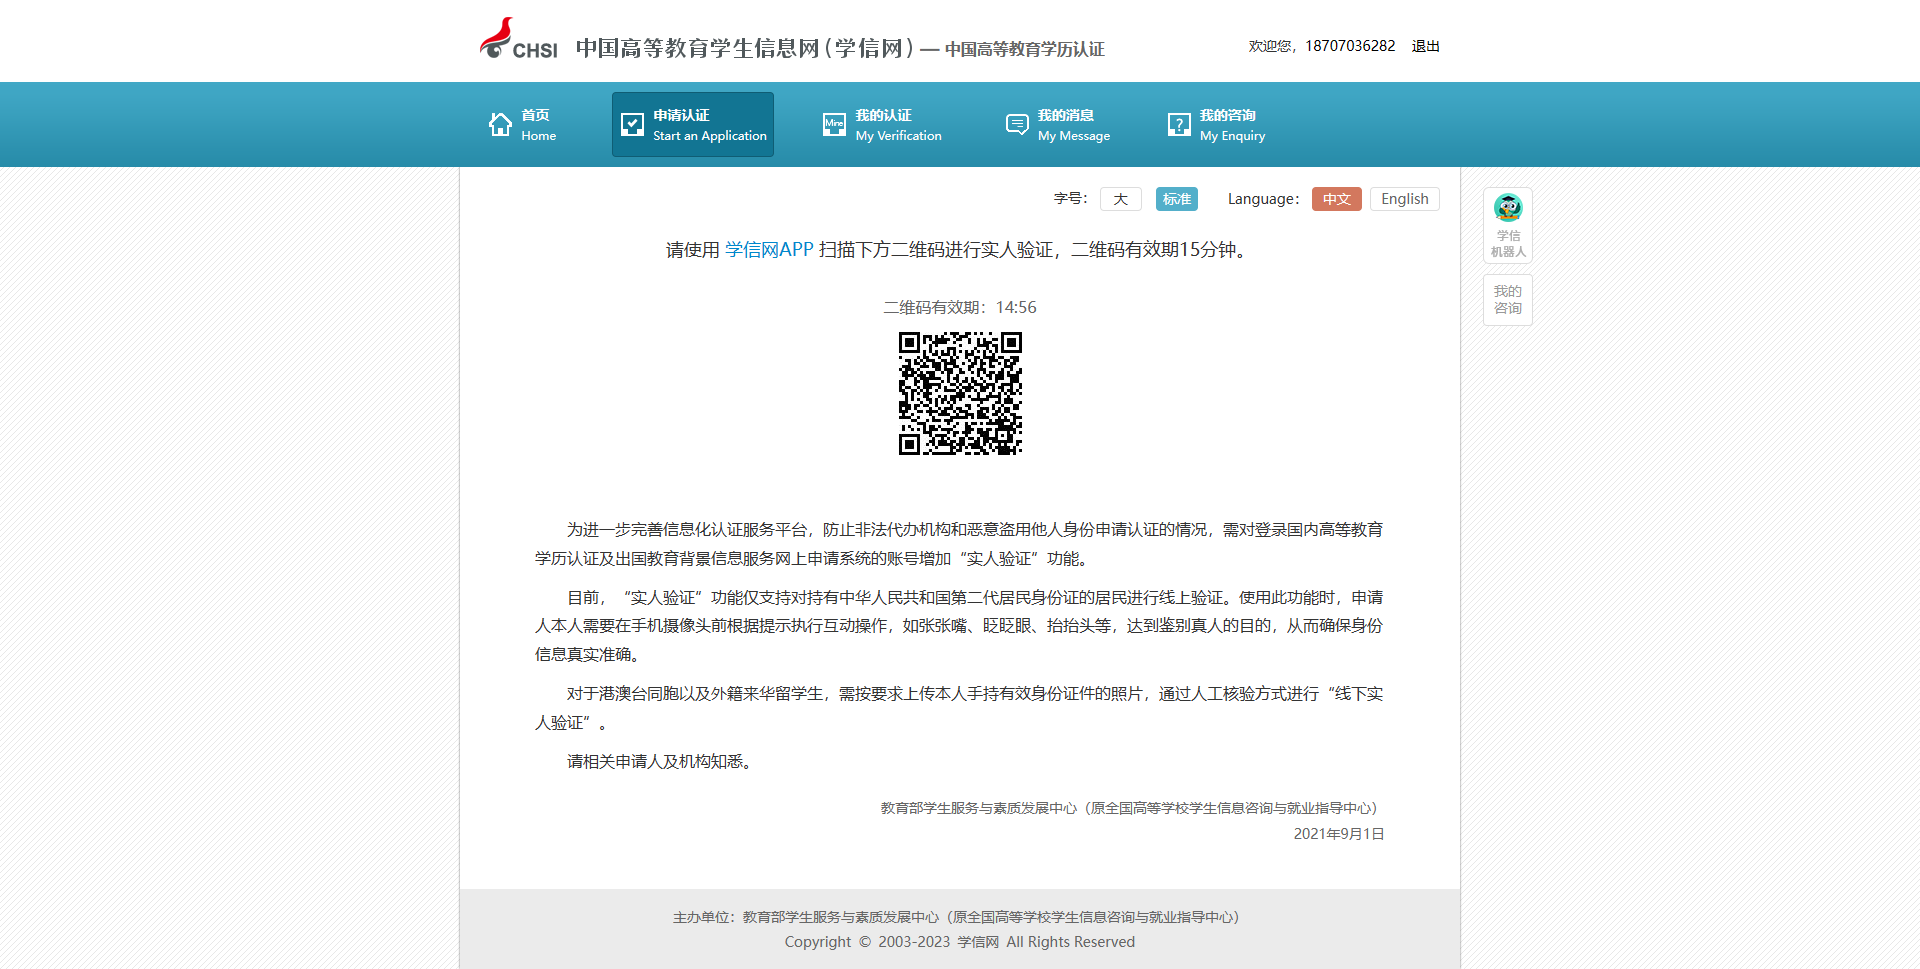 CHSI 中国高等教育学生信息网(学信网) — 中国高等教育学历认证
欢迎您，18707036282 退出
首页
Home
申请认证
Start an Application
Mine
我的认证
My Verification
我的消息
My Message
?
我的咨询
My Enquiry
字号： 大 标准 Language： 中文 English
请使用 学信网APP 扫描下方二维码进行实人验证，二维码有效期15分钟。
二维码有效期：14:56
为进一步完善信息化认证服务平台，防止非法代办机构和恶意盗用他人身份申请认证的情况，需对登录国内高等教育
学历认证及出国教育背景信息服务网上申请系统的账号增加“实人验证”功能。
目前，“实人验证”功能仅支持对持有中华人民共和国第二代居民身份证的居民进行线上验证。使用此功能时，申请
人本人需要在手机摄像头前根据提示执行互动操作，如张张嘴、眨眨眼、抬抬头等，达到鉴别真人的目的，从而确保身份
信息真实准确。
对于港澳台同胞以及外籍来华留学生，需按要求上传本人手持有效身份证件的照片，通过人工核验方式进行“线下实
人验证”。
请相关申请人及机构知悉。
教育部学生服务与素质发展中心（原全国高等学校学生信息咨询与就业指导中心）
2021年9月1日
学信
机器人
我的
咨询
主办单位：教育部学生服务与素质发展中心（原全国高等学校学生信息咨询与就业指导中心）
Copyright © 2003-2023 学信网 All Rights Reserved